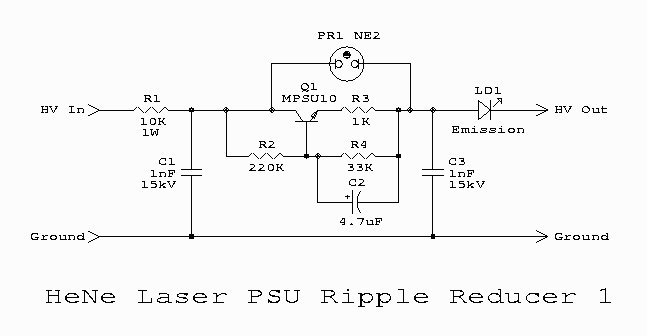 PR1 NE2
Q1
MPSU10
LD1
HV In
R1
R3
HV Out
10K
1W
1K
Emission
R2
R4
220K
33K
C1
1nF
15kV
C2
+
4.7uF
C3
1nF
15kV
Ground
Ground
HeNe Laser PSU Ripple Reducer 1